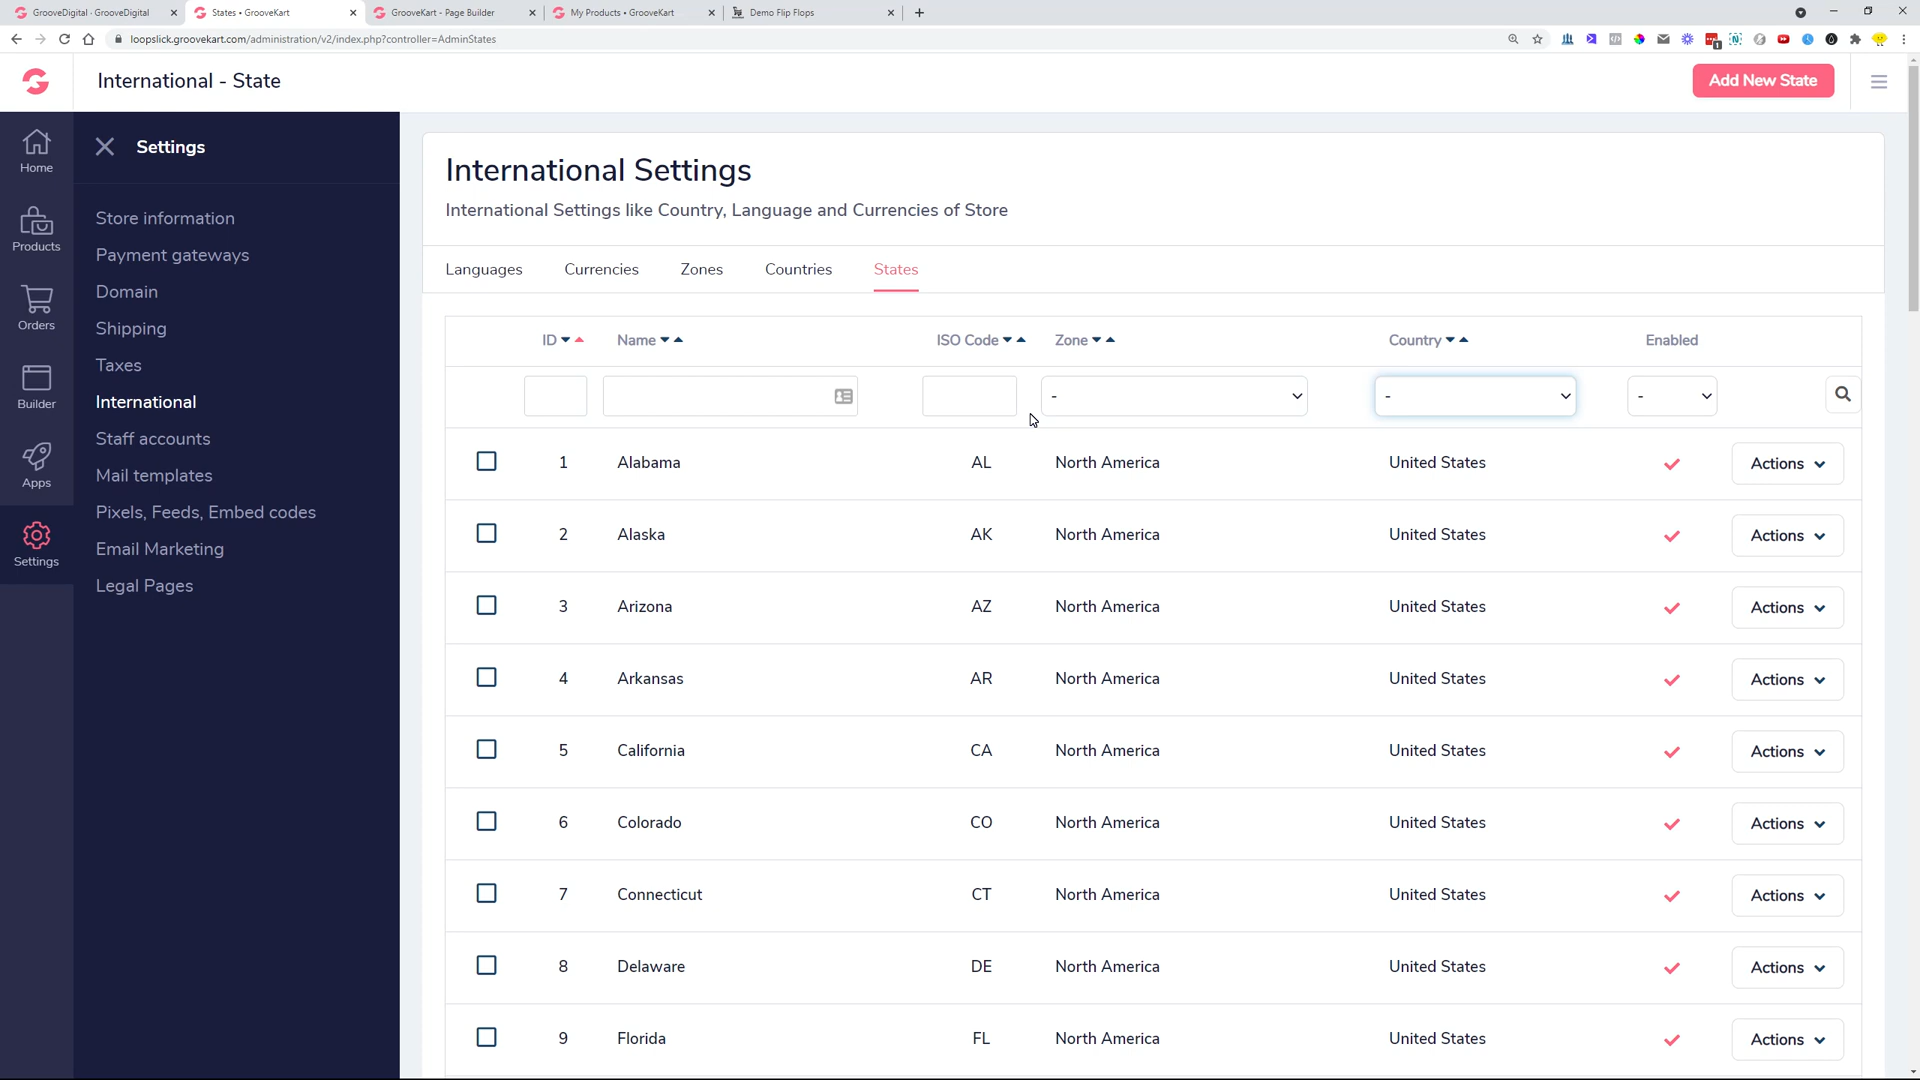 GrooveDigital - GrooveDigital
States • GrooveKart
GrooveKart - Page Builder
My Products • GrooveKart
Demo Flip Flops
loopslick.groovekart.com/administration/v2/index.php?controller=AdminStates
International - State
Add New State
Home
Products
Orders
Builder
Apps
Settings
Settings
Store information
Payment gateways
Domain
Shipping
Taxes
International
Staff accounts
Mail templates
Pixels, Feeds, Embed codes
Email Marketing
Legal Pages
International Settings
International Settings like Country, Language and Currencies of Store
Languages Currencies Zones Countries States
ID Name ISO Code Zone Country Enabled
- - -
1 Alabama AL North America United States Actions
2 Alaska AK North America United States Actions
3 Arizona AZ North America United States Actions
4 Arkansas AR North America United States Actions
5 California CA North America United States Actions
6 Colorado CO North America United States Actions
7 Connecticut CT North America United States Actions
8 Delaware DE North America United States Actions
9 Florida FL North America United States Actions